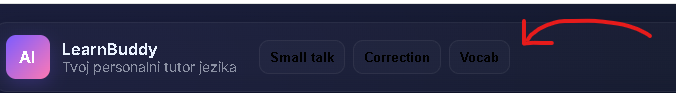 AI
LearnBuddy
Tvoj personalni tutor jezika
Small talk
Correction
Vocab